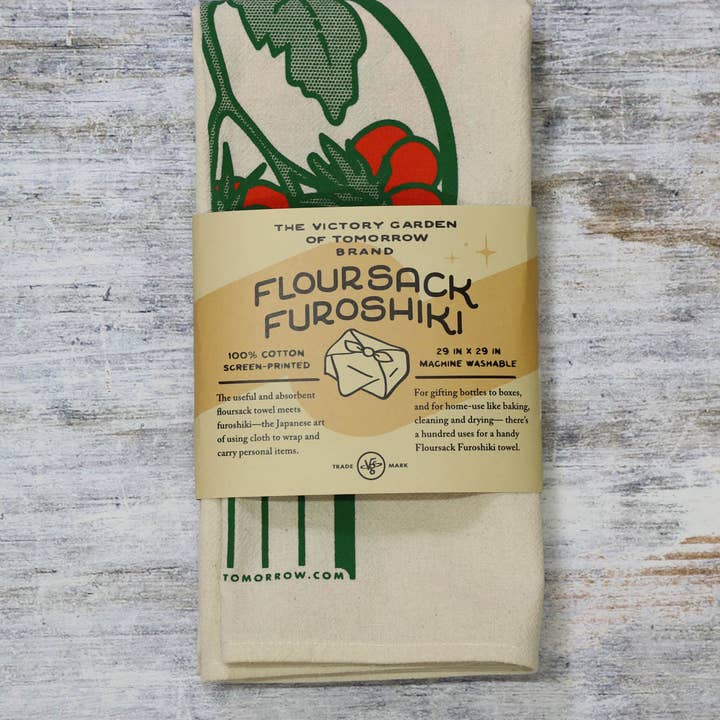 THE VICTORY GARDEN
OF TOMORROW
BRAND
FLOURSACK
FUROSHIKI
100% COTTON
SCREEN-PRINTED
29 IN X 29 IN
MACHINE WASHABLE
The useful and absorbent
floursack towel meets
furoshiki—the Japanese art
of using cloth to wrap and
carry personal items.
For gifting bottles to boxes,
and for home-use like baking,
cleaning and drying— there's
a hundred uses for a handy
Floursack Furoshiki towel.
TRADE MARK
TOMORROW.COM